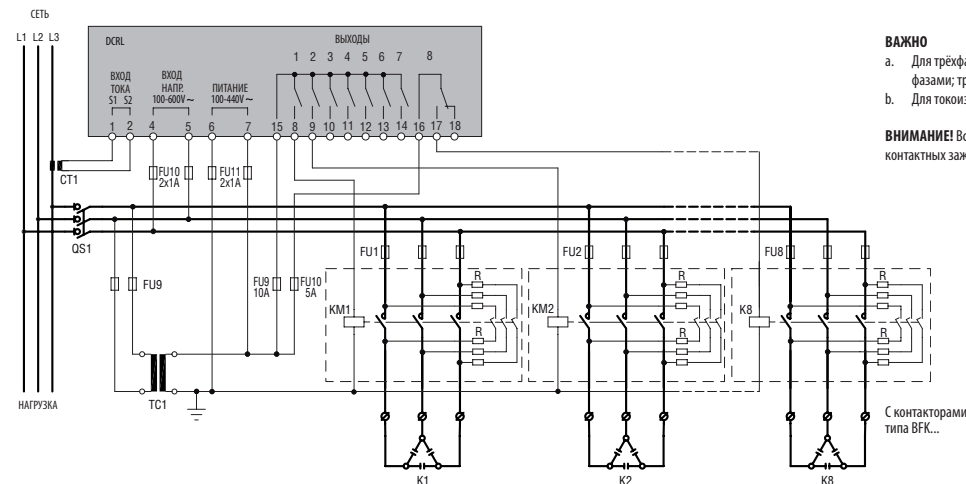 СЕТЬ
L1 L2 L3
DCRL
ВЫХОДЫ
1 2 3 4 5 6 7 8
ВХОД
ТОКА
S1 S2
ВХОД
НАПР.
100-600V ~
ПИТАНИЕ
100-440V ~
1 2 4 5 6 7 15 8 9 10 11 12 13 14 16 17 18
CT1
FU10
2x1A
FU11
2x1A
QS1
FU9
FU9
10A
FU10
5A
FU1
FU2
FU8
KM1
R
R
KM2
R
R
K8
R
R
НАГРУЗКА
TC1
K1
K2
K8
ВАЖНО
a. Для трёхфа
фазами; тр
b. Для токоиз
ВНИМАНИЕ! Вс
контактных заж
С контакторами
типа BFK...